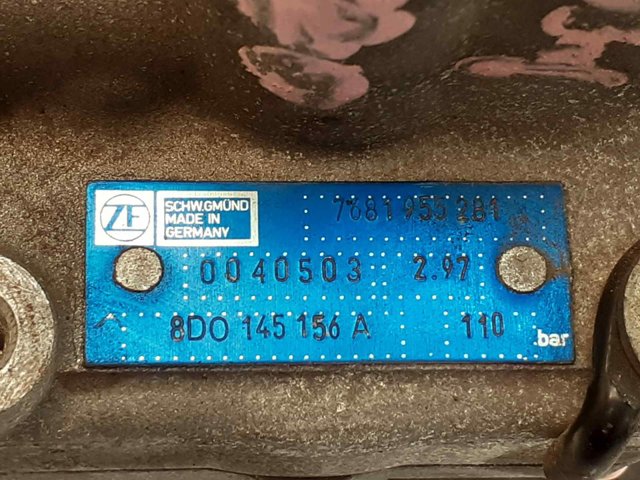 ZF
SCHW.GMÜND
MADE IN
GERMANY
7681 955 281
0040503 2.97
8D0 145 156 A 110 .bar